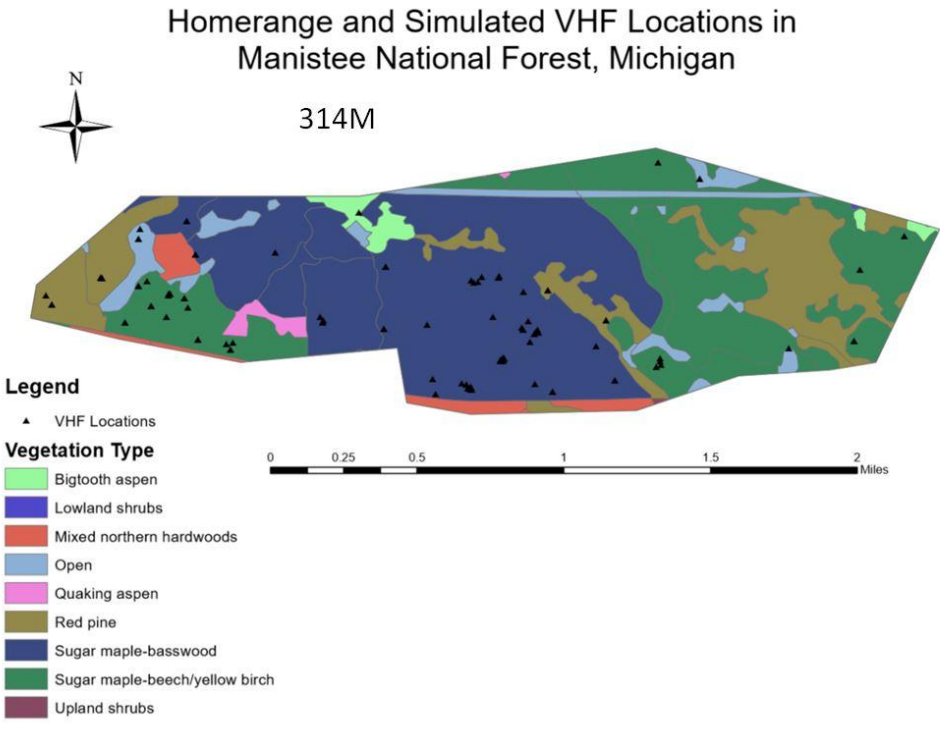 Homerange and Simulated VHF Locations in
Manistee National Forest, Michigan
N
314M
Legend
VHF Locations
Vegetation Type
Bigtooth aspen
Lowland shrubs
Mixed northern hardwoods
Open
Quaking aspen
Red pine
Sugar maple-basswood
Sugar maple-beech/yellow birch
Upland shrubs
0 0.25 0.5 1 1.5 2
Miles